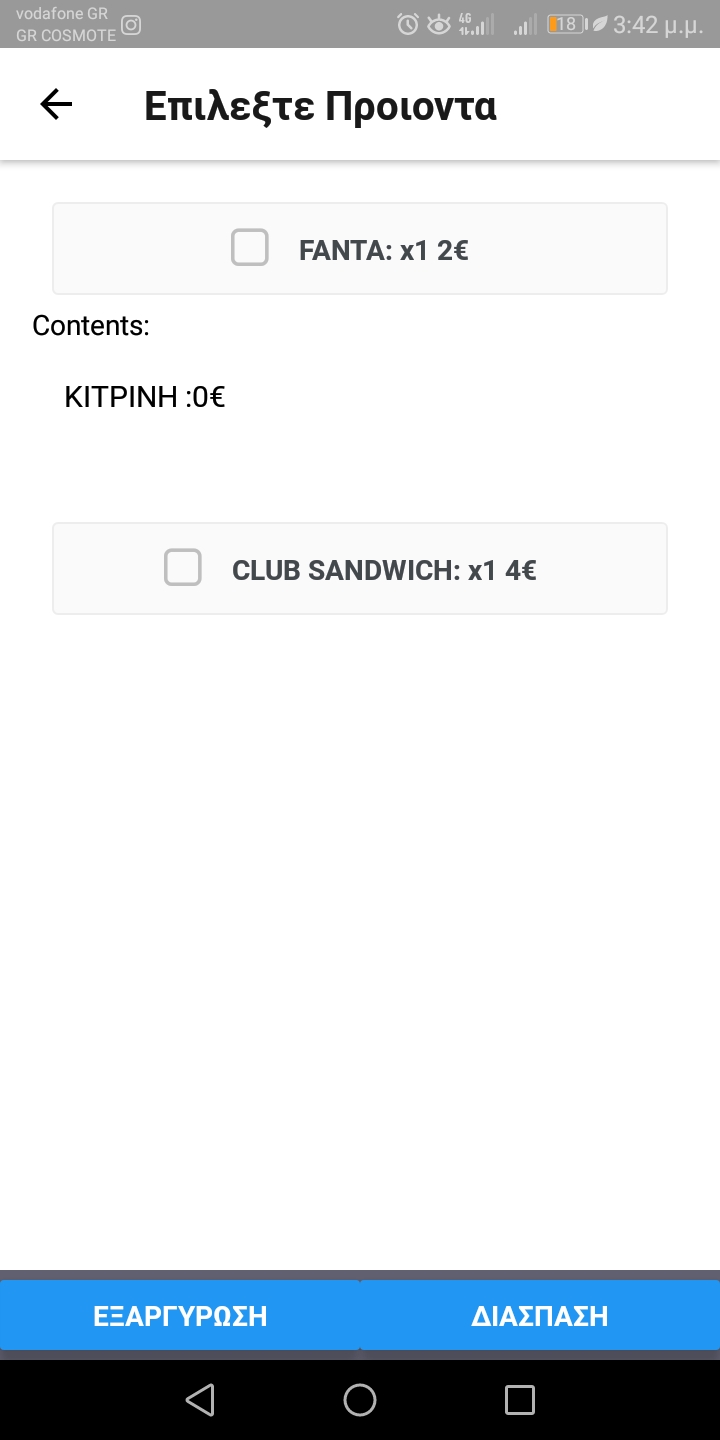 vodafone GR
GR COSMOTE
4G
18
3:42 μ.μ.
Επιλεξτε Προιοντα
FANTA: x1 2€
Contents:
ΚΙΤΡΙΝΗ :0€
CLUB SANDWICH: x1 4€
ΕΞΑΡΓΥΡΩΣΗ
ΔΙΑΣΠΑΣΗ